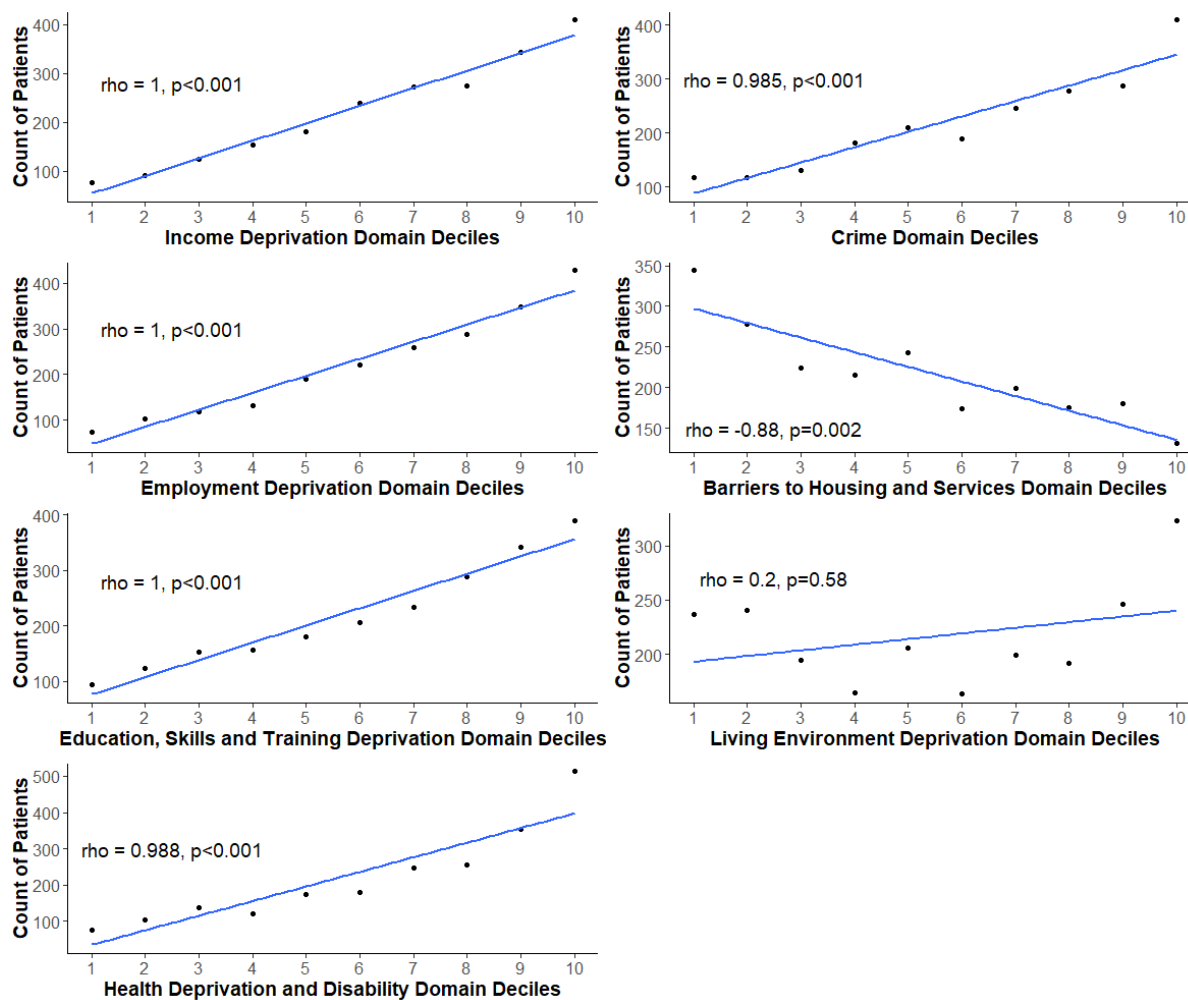 Count of Patients
400
300
200
100
rho = 1, p<0.001
1 2 3 4 5 6 7 8 9 10
Income Deprivation Domain Deciles
Count of Patients
400
300
200
100
rho = 0.985, p<0.001
1 2 3 4 5 6 7 8 9 10
Crime Domain Deciles
Count of Patients
400
300
200
100
rho = 1, p<0.001
1 2 3 4 5 6 7 8 9 10
Employment Deprivation Domain Deciles
Count of Patients
350
300
250
200
150
rho = -0.88, p=0.002
1 2 3 4 5 6 7 8 9 10
Barriers to Housing and Services Domain Deciles
Count of Patients
400
300
200
100
rho = 1, p<0.001
1 2 3 4 5 6 7 8 9 10
Education, Skills and Training Deprivation Domain Deciles
Count of Patients
300
250
200
rho = 0.2, p=0.58
1 2 3 4 5 6 7 8 9 10
Living Environment Deprivation Domain Deciles
Count of Patients
500
400
300
200
100
rho = 0.988, p<0.001
1 2 3 4 5 6 7 8 9 10
Health Deprivation and Disability Domain Deciles